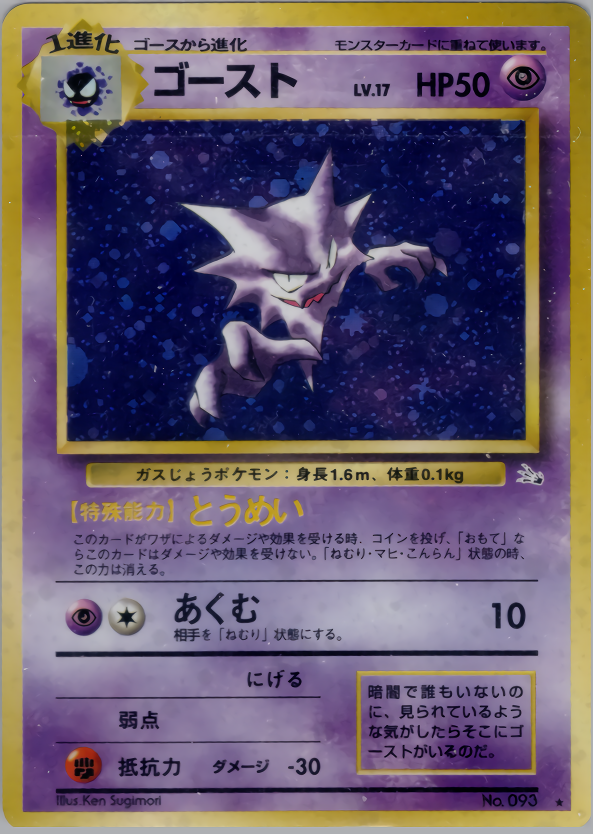 1進化 ゴースから進化 モンスターカードに重ねて使います。
ゴースト LV.17 HP50
ガスじょうポケモン：身長1.6m、体重0.1kg
【特殊能力】とうめい
このカードがワザによるダメージや効果を受ける時、コインを投げ、「おもて」な
らこのカードはダメージや効果を受けない。「ねむり・マヒ・こんらん」状態の時、
この力は消える。
あくむ 10
相手を「ねむり」状態にする。
にげる
弱点
抵抗力 ダメージ -30
暗闇で誰もいないの
に、見られているよう
な気がしたらそこにゴ
ーストがいるのだ。
Illus.Ken Sugimori No.093 ★